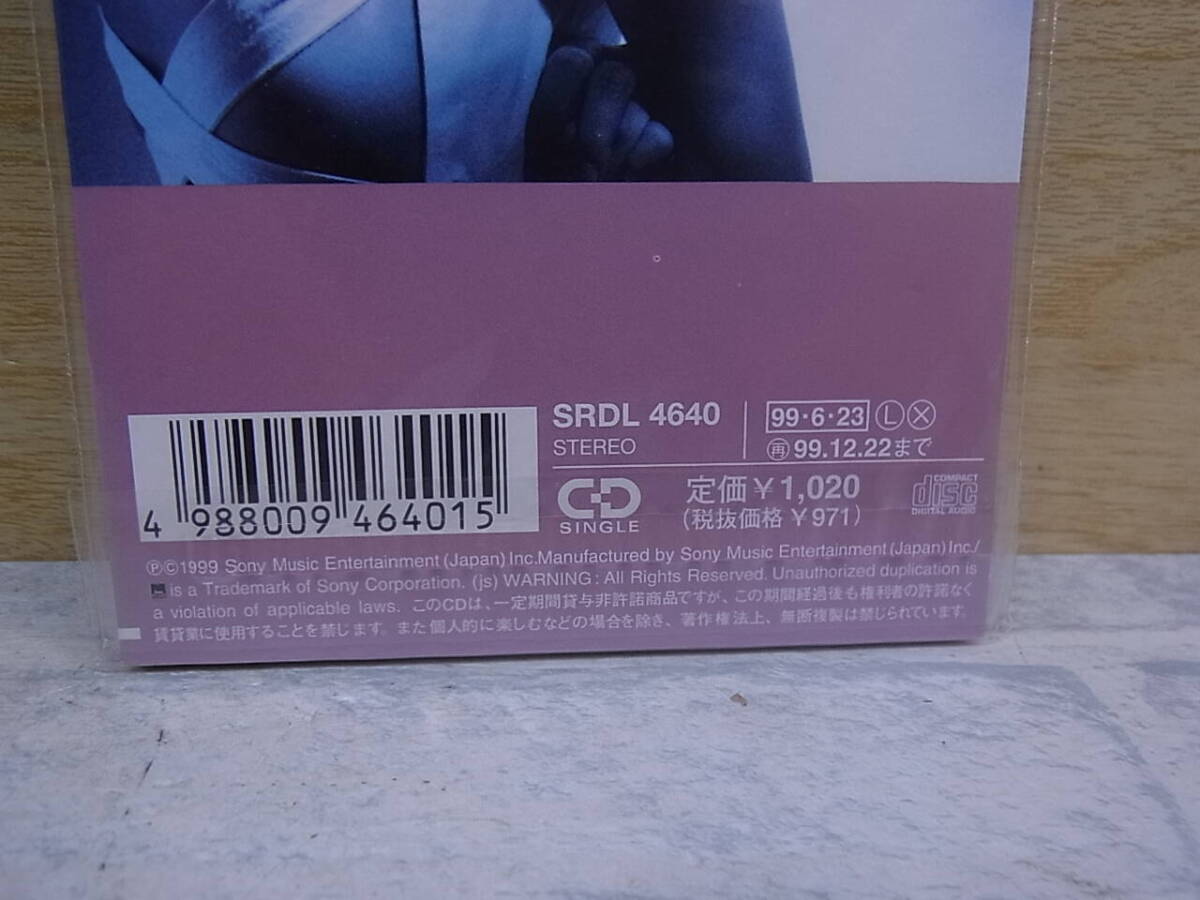 4 988009 464015
SRDL 4640
STEREO
99・6・23 Ⓛ Ⓧ
㊢ 99.12.22まで
CD
SINGLE
定価￥1,020
(税抜価格￥971)
COMPACT
disc
DIGITAL AUDIO
ⓅⒸ1999 Sony Music Entertainment (Japan) Inc. Manufactured by Sony Music Entertainment (Japan) Inc./
is a Trademark of Sony Corporation. (js) WARNING: All Rights Reserved. Unauthorized duplication is
a violation of applicable laws. このCDは、一定期間貸与非許諾商品ですが、この期間経過後も権利者の許諾なく
賃貸業に使用することを禁じます。また個人的に楽しむなどの場合を除き、著作権法上、無断複製は禁じられています。